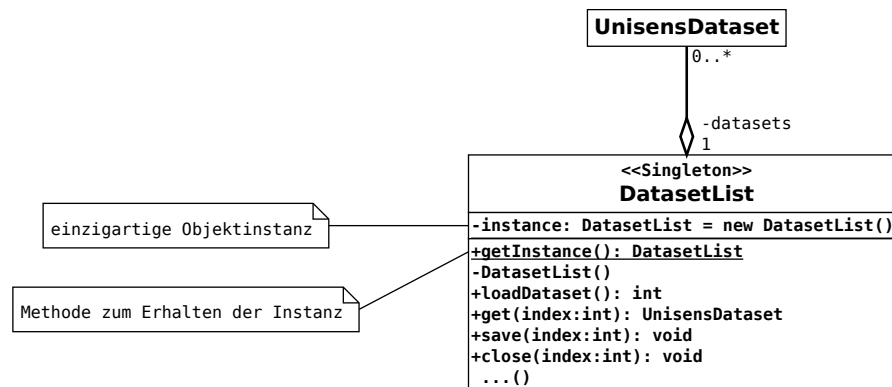 UnisensDataset
0..*
-datasets
1
<<Singleton>>
DatasetList
-instance: DatasetList = new DatasetList()
einzigartige Objektinstanz
+getInstance(): DatasetList
-DatasetList()
+loadDataset(): int
Methode zum Erhalten der Instanz
+get(index:int): UnisensDataset
+save(index:int): void
+close(index:int): void
...()